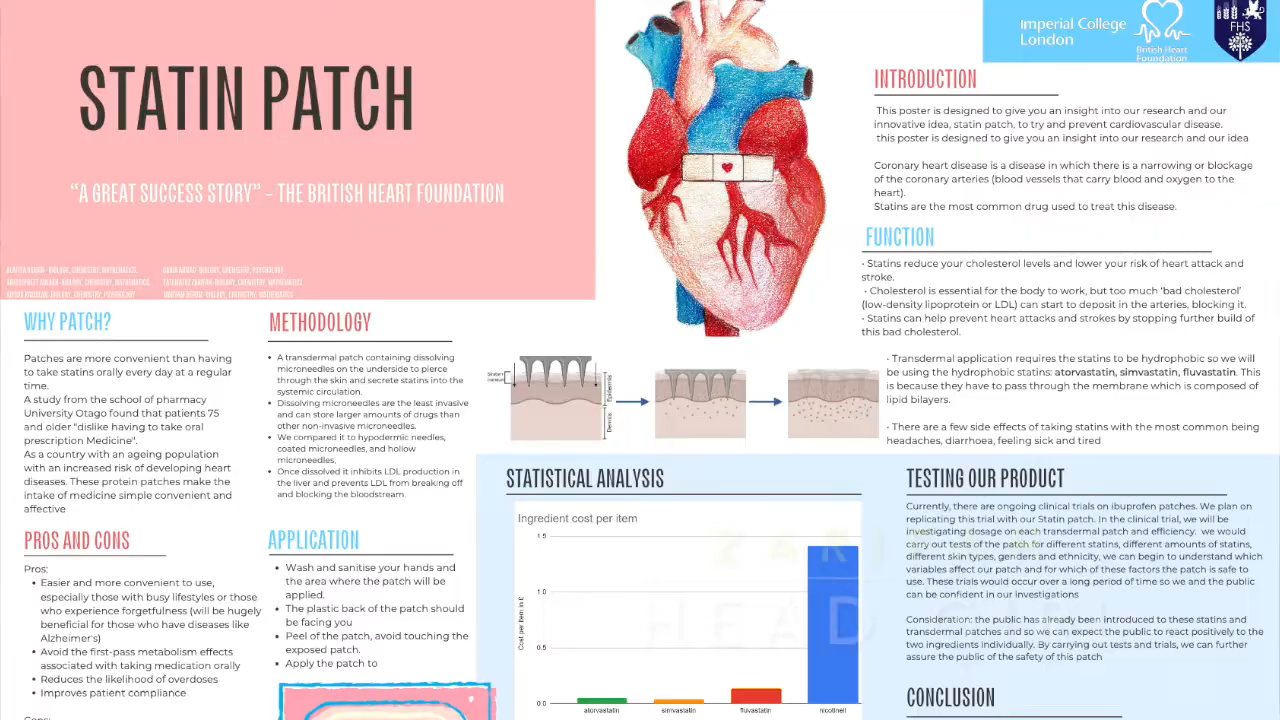 STATIN PATCH
“A GREAT SUCCESS STORY” – THE BRITISH HEART FOUNDATION
Imperial College
London
British Heart
Foundation
FHS
INTRODUCTION
This poster is designed to give you an insight into our research and our
innovative idea, statin patch, to try and prevent cardiovascular disease.
this poster is designed to give you an insight into our research and our idea
Coronary heart disease is a disease in which there is a narrowing or blockage
of the coronary arteries (blood vessels that carry blood and oxygen to the
heart).
Statins are the most common drug used to treat this disease.
FUNCTION
· Statins reduce your cholesterol levels and lower your risk of heart attack and
stroke.
· Cholesterol is essential for the body to work, but too much 'bad cholesterol'
(low-density lipoprotein or LDL) can start to deposit in the arteries, blocking it.
· Statins can help prevent heart attacks and strokes by stopping further build of
this bad cholesterol.
· Transdermal application requires the statins to be hydrophobic so we will
be using the hydrophobic statins: atorvastatin, simvastatin, fluvastatin. This
is because they have to pass through the membrane which is composed of
lipid bilayers.
· There are a few side effects of taking statins with the most common being
headaches, diarrhoea, feeling sick and tired
WHY PATCH?
Patches are more convenient than having
to take statins orally every day at a regular
time.
A study from the school of pharmacy
University Otago found that patients 75
and older "dislike having to take oral
prescription Medicine".
As a country with an ageing population
with an increased risk of developing heart
diseases. These protein patches make the
intake of medicine simple convenient and
affective
METHODOLOGY
• A transdermal patch containing dissolving
microneedles on the underside to pierce
through the skin and secrete statins into the
systemic circulation.
• Dissolving microneedles are the least invasive
and can store larger amounts of drugs than
other non-invasive microneedles.
• We compared it to hypodermic needles,
coated microneedles, and hollow
microneedles,
• Once dissolved it inhibits LDL production in
the liver and prevents LDL from breaking off
and blocking the bloodstream.
Epidermis
Dermis
PROS AND CONS
Pros:
• Easier and more convenient to use,
especially those with busy lifestyles or those
who experience forgetfulness (will be hugely
beneficial for those who have diseases like
Alzheimer's)
• Avoid the first-pass metabolism effects
associated with taking medication orally
• Reduces the likelihood of overdoses
• Improves patient compliance
Cons:
APPLICATION
• Wash and sanitise your hands and
the area where the patch will be
applied.
• The plastic back of the patch should
be facing you
• Peel of the patch, avoid touching the
exposed patch.
• Apply the patch to
STATISTICAL ANALYSIS
Ingredient cost per item
Cost per item in £
1.5
1.0
0.5
0.0
atorvastatin simvastatin fluvastatin nicotinell
TESTING OUR PRODUCT
Currently, there are ongoing clinical trials on ibuprofen patches. We plan on
replicating this trial with our Statin patch. In the clinical trial, we will be
investigating dosage on transdermal patch and efficiency. we would
carry out tests of the patch for different statins, different amounts of statins,
different skin types, genders and ethnicity, we can begin to understand which
variables affect our patch and for which of these factors the patch is safe to
use. These trials would occur over a long period of time so we and the public
can be confident in our investigations
Consideration: the public has already been introduced to these statins and
transdermal patches and so we can expect the public to react positively to the
two ingredients individually. By carrying out tests and trials, we can further
assure the public of the safety of this patch
CONCLUSION